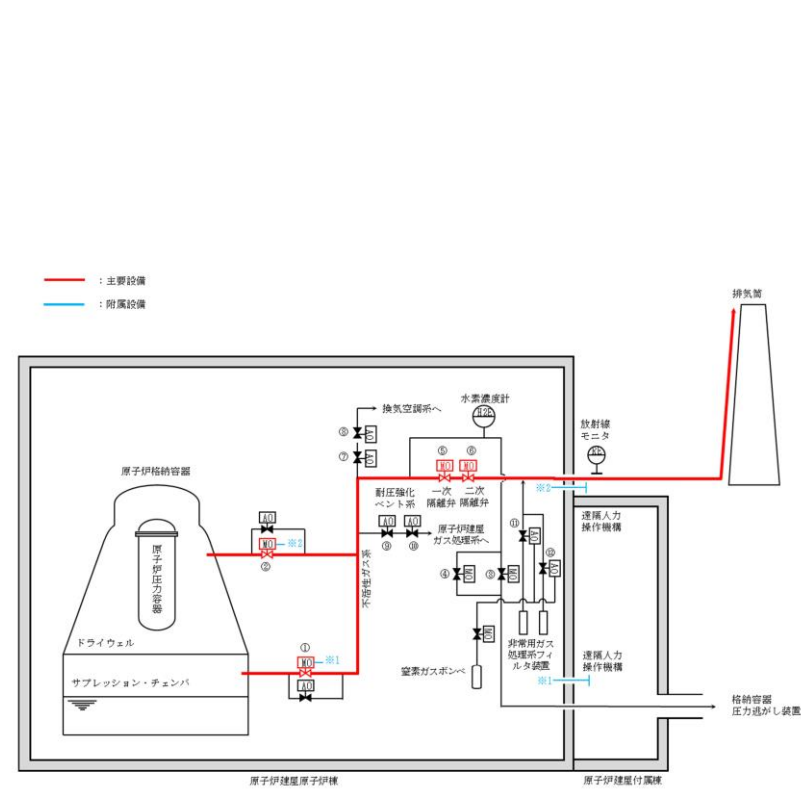 ：主要設備
：附属設備
排気筒
水素濃度計
H2E
換気空調系へ
放射線
モニタ
RE
⑧
AO
⑦
AO
⑤
⑥
MO
MO
原子炉格納容器
耐圧強化
ベント系
一次
隔離弁
二次
隔離弁
※2
遠隔人力
操作機構
AO
AO
AO
⑨
⑩
原子炉建屋
ガス処理系へ
⑪
AO
⑫
AO
MO
※2
②
原子炉圧力容器
不活性ガス系
④
MO
③
MO
MO
ドライウェル
①
MO
※1
AO
サプレッション・チェンバ
窒素ガスボンベ
非常用ガス
処理系フィ
ルタ装置
遠隔人力
操作機構
※1
格納容器
圧力逃がし装置
原子炉建屋原子炉棟
原子炉建屋付属棟